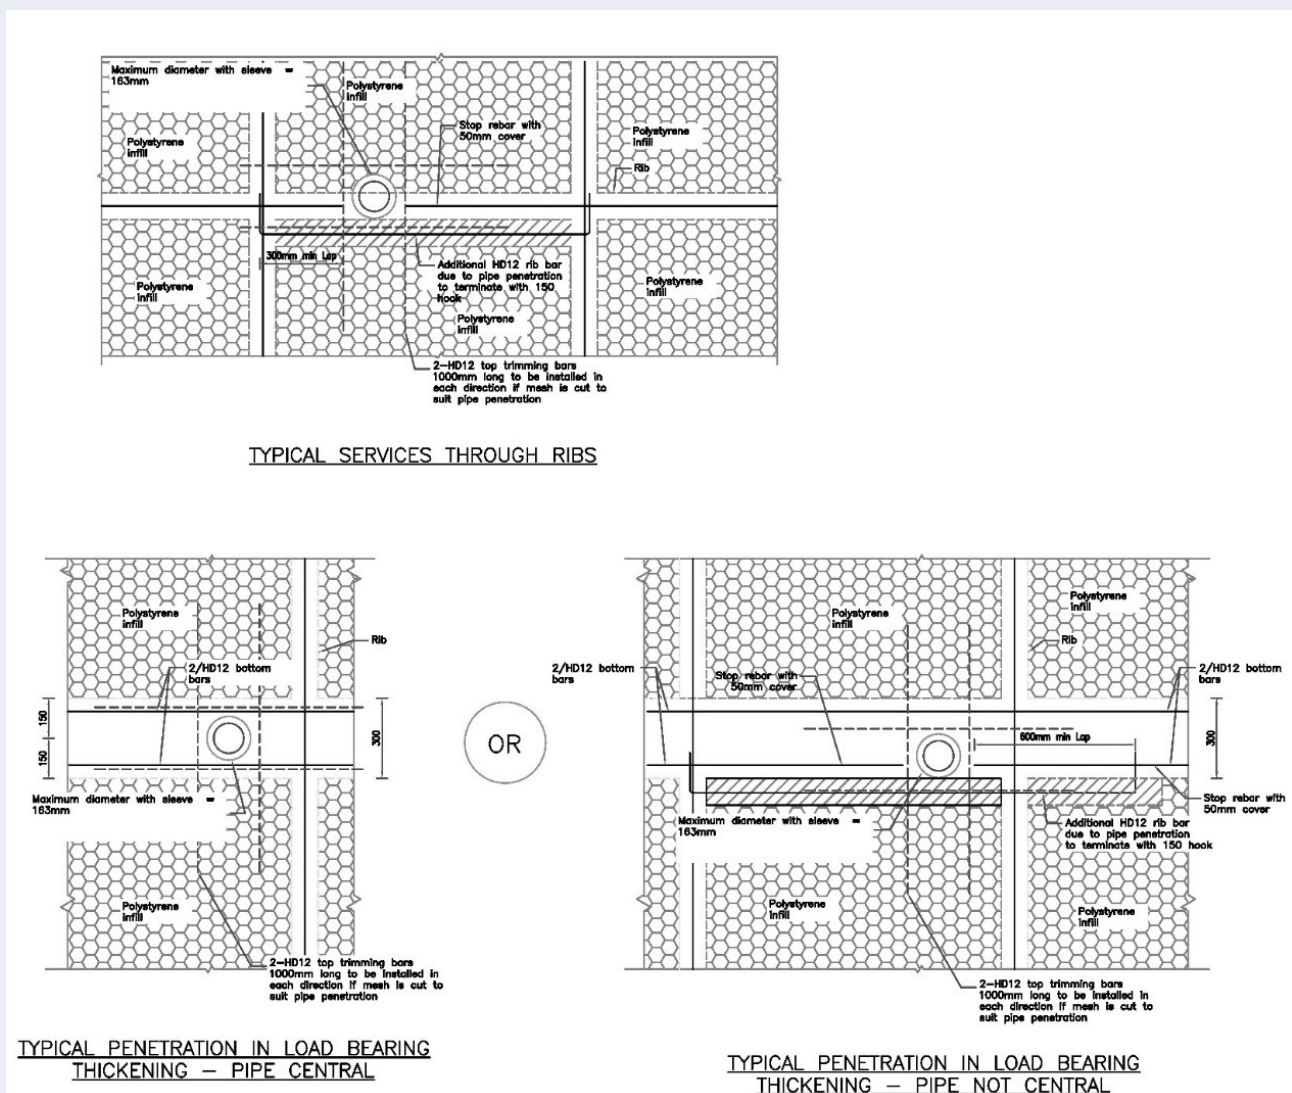 Maximum diameter with sleeve =
163mm
Polystyrene
infill
Polystyrene
infill
Stop rebar with
50mm cover
Polystyrene
infill
Rib
300mm min Lap
Additional HD12 rib bar
due to pipe penetration
to terminate with 150
hook
Polystyrene
infill
Polystyrene
infill
Polystyrene
infill
2-HD12 top trimming bars
1000mm long to be installed in
each direction if mesh is cut to
suit pipe penetration
TYPICAL SERVICES THROUGH RIBS
Polystyrene
infill
Rib
2/HD12 bottom
bars
150
150
300
Maximum diameter with sleeve =
163mm
Polystyrene
infill
2-HD12 top trimming bars
1000mm long to be installed in
each direction if mesh is cut to
suit pipe penetration
TYPICAL PENETRATION IN LOAD BEARING
THICKENING – PIPE CENTRAL
OR
Polystyrene
infill
Polystyrene
infill
Rib
2/HD12 bottom
bars
Stop rebar with
50mm cover
2/HD12 bottom
bars
600mm min Lap
300
Stop rebar with
50mm cover
Maximum diameter with sleeve =
163mm
Additional HD12 rib bar
due to pipe penetration
to terminate with 150 hook
Polystyrene
infill
Polystyrene
infill
2-HD12 top trimming bars
1000mm long to be installed in
each direction if mesh is cut to
suit pipe penetration
TYPICAL PENETRATION IN LOAD BEARING
THICKENING – PIPE NOT CENTRAL